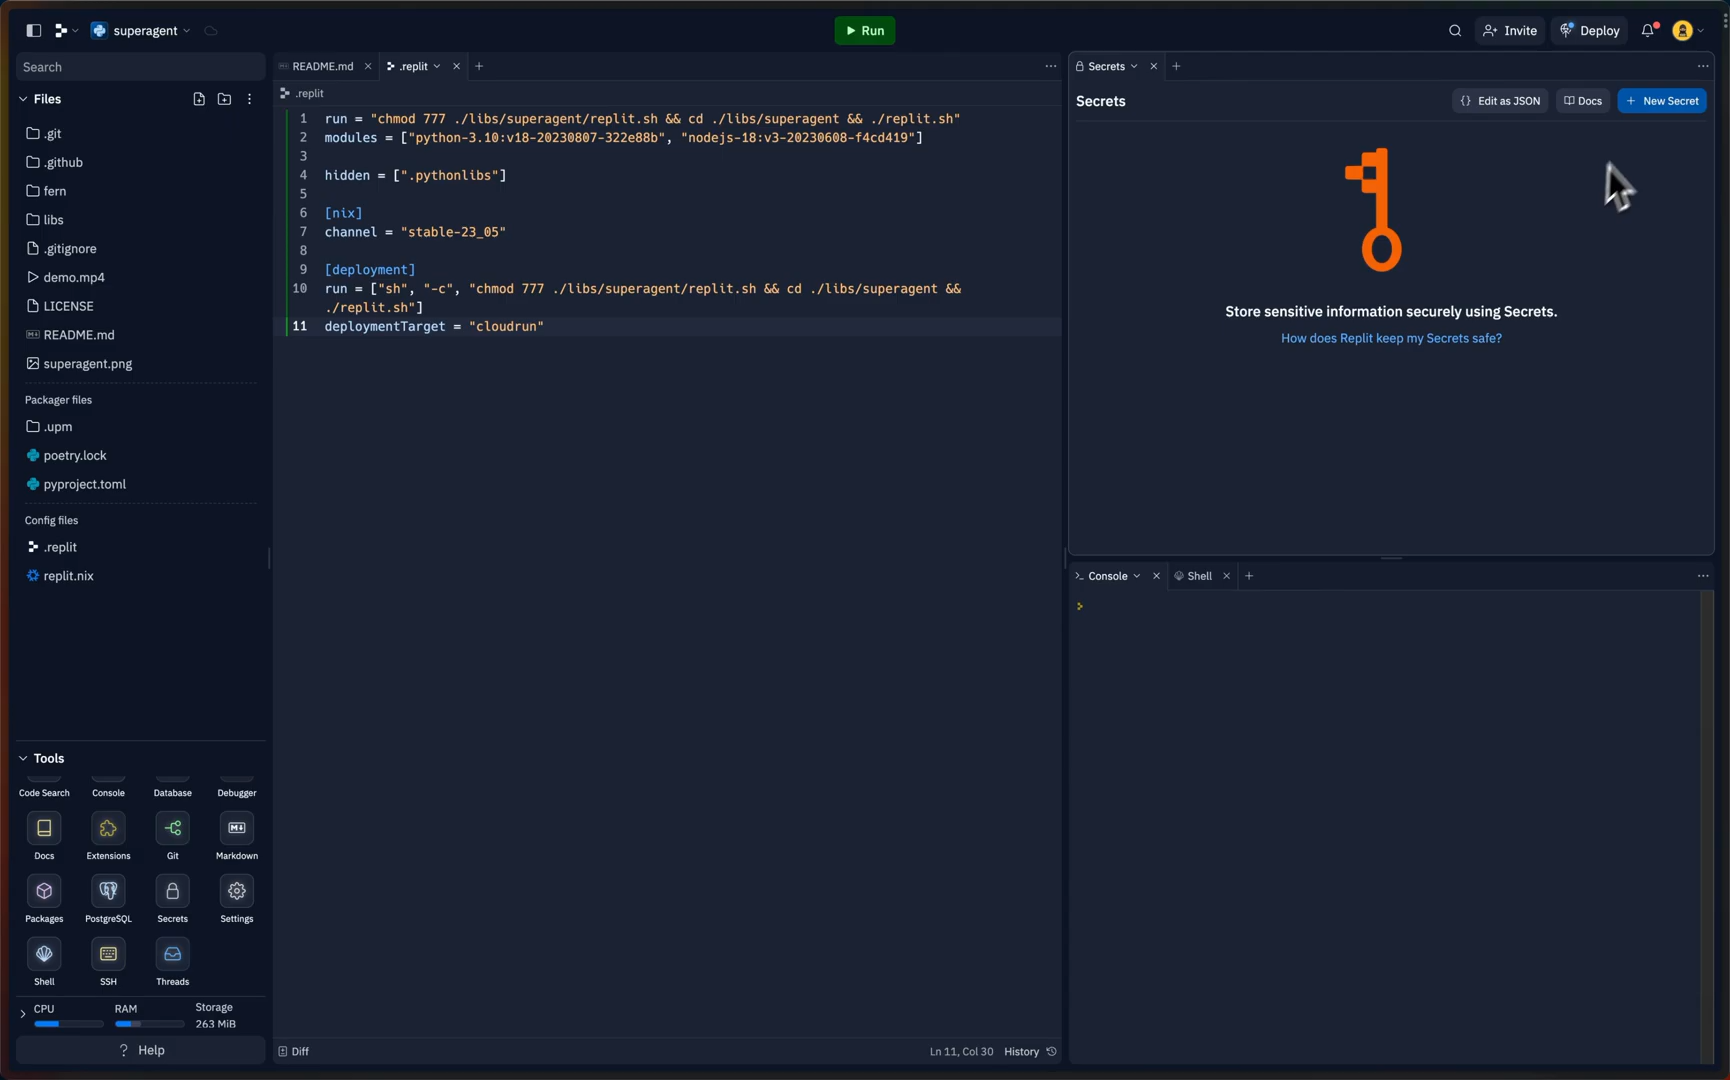 superagent
Run
Invite
Deploy
Search
Files
.git
.github
fern
libs
.gitignore
demo.mp4
LICENSE
README.md
superagent.png
Packager files
.upm
poetry.lock
pyproject.toml
Config files
.replit
replit.nix
Tools
Code Search Console Database Debugger
Docs Extensions Git Markdown
Packages PostgreSQL Secrets Settings
Shell SSH Threads
CPU RAM Storage
263 MiB
? Help
README.md .replit
.replit
1 run = "chmod 777 ./libs/superagent/replit.sh && cd ./libs/superagent && ./replit.sh"
2 modules = ["python-3.10:v18-20230807-322e88b", "nodejs-18:v3-20230608-f4cd419"]
3
4 hidden = [".pythonlibs"]
5
6 [nix]
7 channel = "stable-23_05"
8
9 [deployment]
10 run = ["sh", "-c", "chmod 777 ./libs/superagent/replit.sh && cd ./libs/superagent &&
./replit.sh"]
11 deploymentTarget = "cloudrun"
Diff
Ln 11, Col 30 History
Secrets
Secrets
{} Edit as JSON
Docs
+ New Secret
Store sensitive information securely using Secrets.
How does Replit keep my Secrets safe?
Console Shell